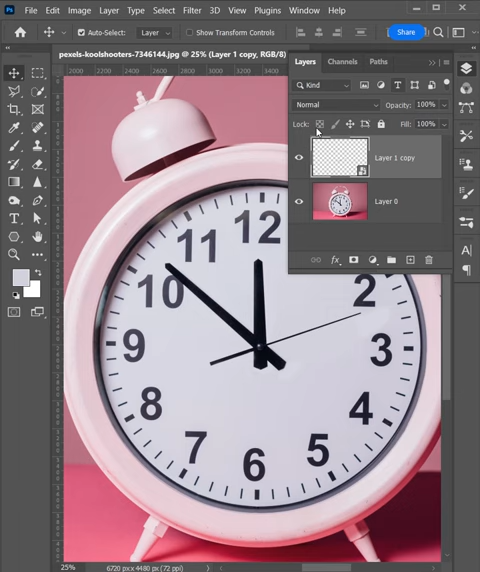 Ps File Edit Image Layer Type Select Filter 3D View Plugins Window Help
Auto-Select: Layer Show Transform Controls Share
pexels-koolshooters-7346144.jpg @ 25% (Layer 1 copy, RGB/8)
2000 2200 2400 2600 2800 3000 3200 3400
Layers Channels Paths
Kind
Normal Opacity: 100%
Lock: Fill: 100%
Layer 1 copy
Layer 0
fx
12
11
10
2
9
3
8
4
7
5
6
25% 6720 px x 4480 px (72 ppi)